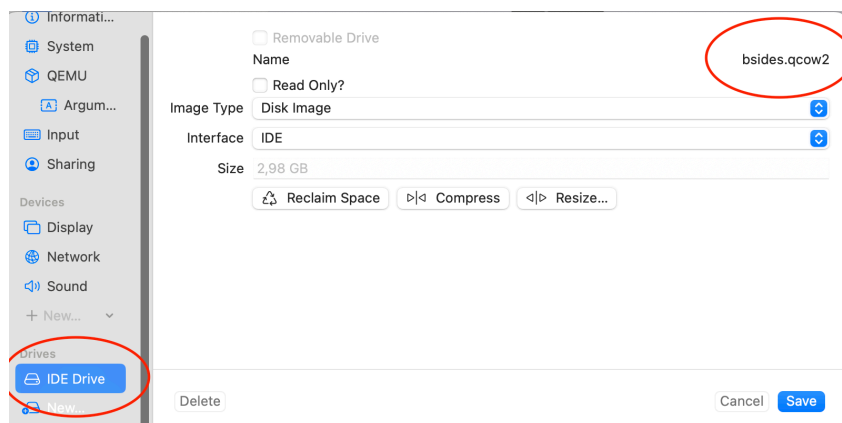 Informati...
System
QEMU
Argum...
Input
Sharing
Devices
Display
Network
Sound
New...
Drives
IDE Drive
New...
Removable Drive
Name bsides.qcow2
Read Only?
Image Type Disk Image
Interface IDE
Size 2,98 GB
Reclaim Space Compress Resize...
Delete Cancel Save